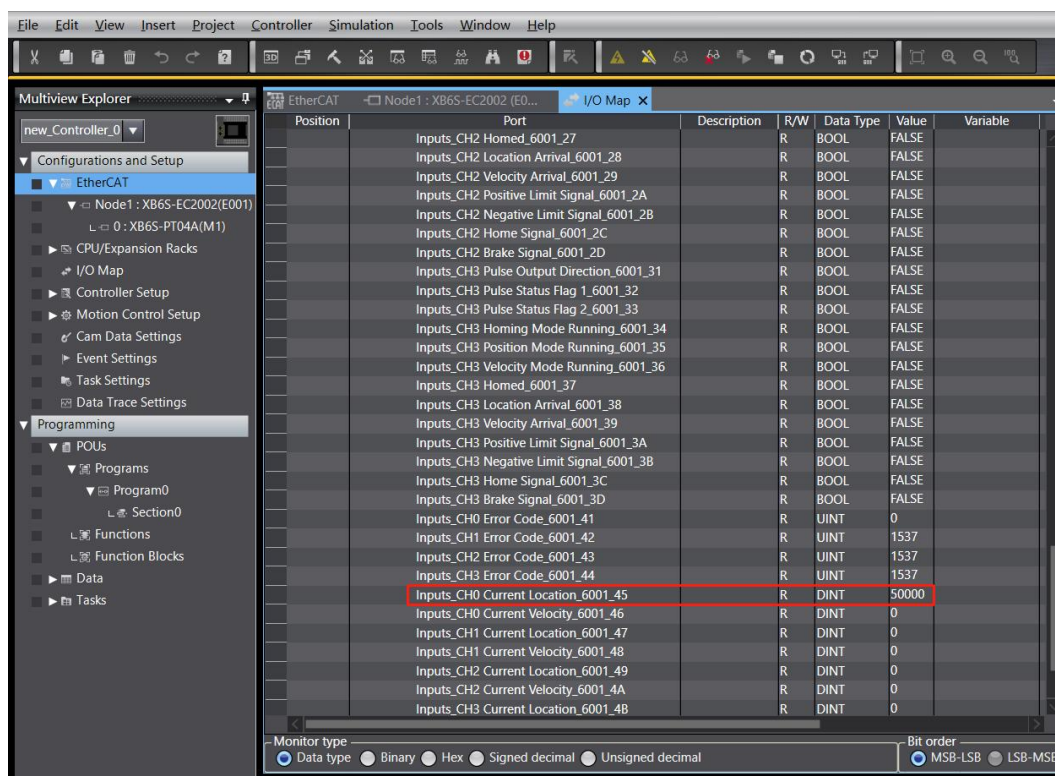 File Edit View Insert Project Controller Simulation Tools Window Help
3D
100%
Multiview Explorer
new_Controller_0
Configurations and Setup
EtherCAT
Node1 : XB6S-EC2002(E001)
0 : XB6S-PT04A(M1)
CPU/Expansion Racks
I/O Map
Controller Setup
Motion Control Setup
Cam Data Settings
Event Settings
Task Settings
Data Trace Settings
Programming
POUs
Programs
Program0
Section0
Functions
Function Blocks
Data
Tasks
EtherCAT Node1 : XB6S-EC2002 (E0... I/O Map
Position Port Description R/W Data Type Value Variable
Inputs_CH2 Homed_6001_27 R BOOL FALSE
Inputs_CH2 Location Arrival_6001_28 R BOOL FALSE
Inputs_CH2 Velocity Arrival_6001_29 R BOOL FALSE
Inputs_CH2 Positive Limit Signal_6001_2A R BOOL FALSE
Inputs_CH2 Negative Limit Signal_6001_2B R BOOL FALSE
Inputs_CH2 Home Signal_6001_2C R BOOL FALSE
Inputs_CH2 Brake Signal_6001_2D R BOOL FALSE
Inputs_CH3 Pulse Output Direction_6001_31 R BOOL FALSE
Inputs_CH3 Pulse Status Flag 1_6001_32 R BOOL FALSE
Inputs_CH3 Pulse Status Flag 2_6001_33 R BOOL FALSE
Inputs_CH3 Homing Mode Running_6001_34 R BOOL FALSE
Inputs_CH3 Position Mode Running_6001_35 R BOOL FALSE
Inputs_CH3 Velocity Mode Running_6001_36 R BOOL FALSE
Inputs_CH3 Homed_6001_37 R BOOL FALSE
Inputs_CH3 Location Arrival_6001_38 R BOOL FALSE
Inputs_CH3 Velocity Arrival_6001_39 R BOOL FALSE
Inputs_CH3 Positive Limit Signal_6001_3A R BOOL FALSE
Inputs_CH3 Negative Limit Signal_6001_3B R BOOL FALSE
Inputs_CH3 Home Signal_6001_3C R BOOL FALSE
Inputs_CH3 Brake Signal_6001_3D R BOOL FALSE
Inputs_CH0 Error Code_6001_41 R UINT 0
Inputs_CH1 Error Code_6001_42 R UINT 1537
Inputs_CH2 Error Code_6001_43 R UINT 1537
Inputs_CH3 Error Code_6001_44 R UINT 1537
Inputs_CH0 Current Location_6001_45 R DINT 50000
Inputs_CH0 Current Velocity_6001_46 R DINT 0
Inputs_CH1 Current Location_6001_47 R DINT 0
Inputs_CH1 Current Velocity_6001_48 R DINT 0
Inputs_CH2 Current Location_6001_49 R DINT 0
Inputs_CH2 Current Velocity_6001_4A R DINT 0
Inputs_CH3 Current Location_6001_4B R DINT 0
Monitor type Bit order
Data type Binary Hex Signed decimal Unsigned decimal MSB-LSB LSB-MSB